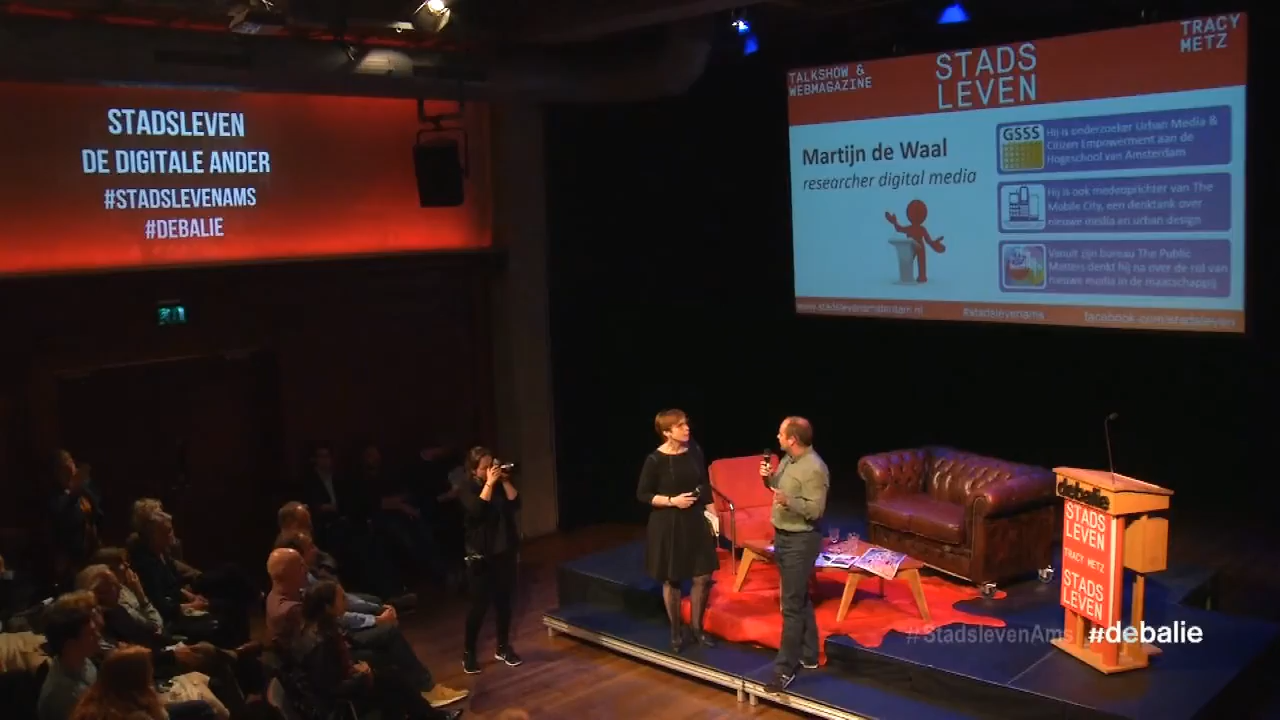 STADSLEVEN
DE DIGITALE ANDER
#STADSLEVENAMS
#DEBALIE
TALKSHOW &
WEBMAGAZINE
STADS
LEVEN
TRACY
METZ
Martijn de Waal
researcher digital media
GSSS
Hij is onderzoeker Urban Media &
Citizen Empowerment aan de
Hogeschool van Amsterdam
Hij is ook medeoprichter van The
Mobile City, een denktank over
nieuwe media en urban design
Vanuit zijn bureau The Public
Matters denkt hij na over de rol van
nieuwe media in de maatschappij
www.stadslevenamsterdam.nl
#stadslevenams
facebook.com/stadsleven
debalie
STADS
LEVEN
TRACY METZ
STADS
LEVEN
#StadslevenAms
#debalie